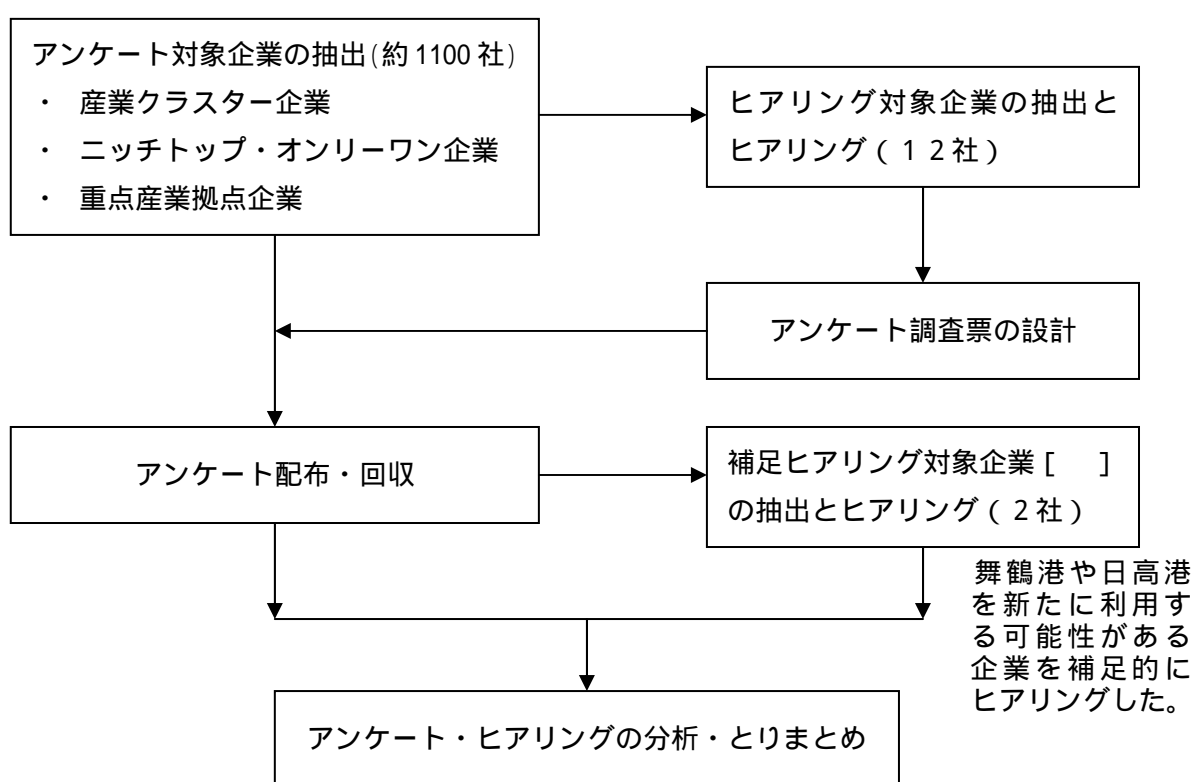 アンケート対象企業の抽出(約1100社)
・ 産業クラスター企業
・ ニッチトップ・オンリーワン企業
・ 重点産業拠点企業
ヒアリング対象企業の抽出と
ヒアリング(12社)
アンケート調査票の設計
アンケート配布・回収
補足ヒアリング対象企業[ ]
の抽出とヒアリング(2社)
舞鶴港や日高港
を新たに利用す
る可能性がある
企業を補足的に
ヒアリングした。
アンケート・ヒアリングの分析・とりまとめ